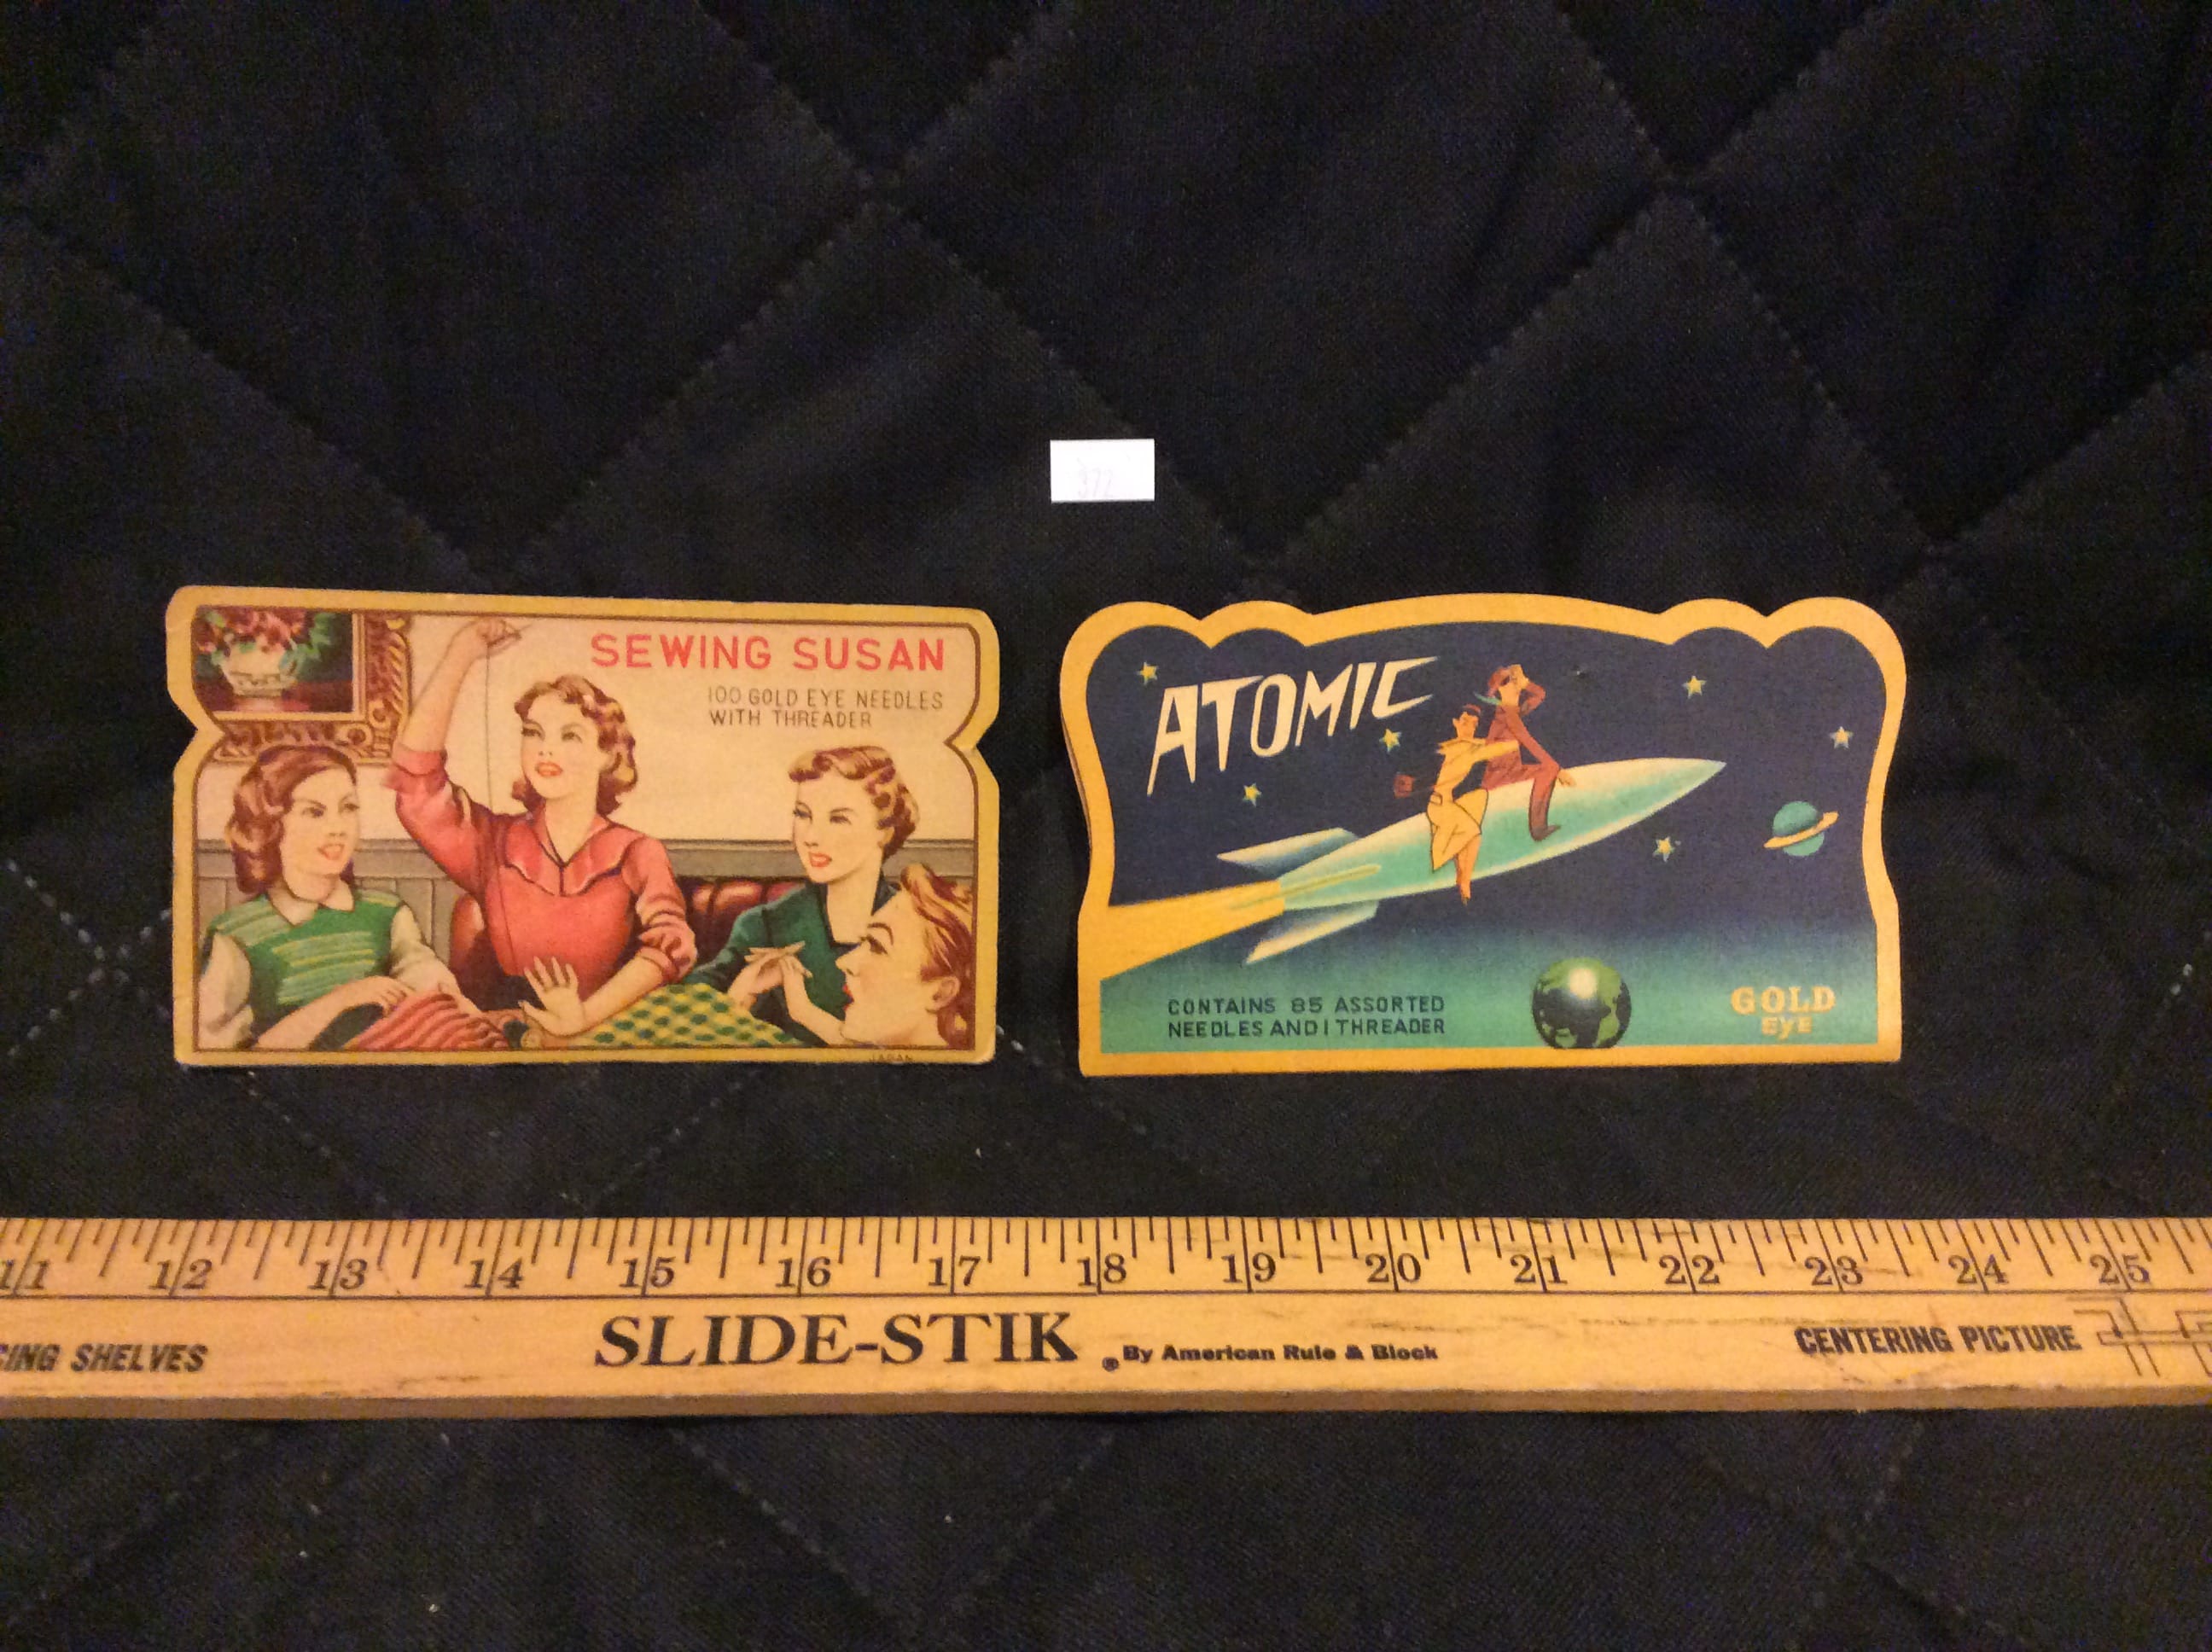 372
SEWING SUSAN
100 GOLD EYE NEEDLES
WITH THREADER
JAPAN
ATOMIC
CONTAINS 85 ASSORTED
NEEDLES AND 1 THREADER
GOLD
EYE
11 12 13 14 15 16 17 18 19 20 21 22 23 24 25
CING SHELVES
SLIDE-STIK ® By American Rule & Block
CENTERING PICTURE